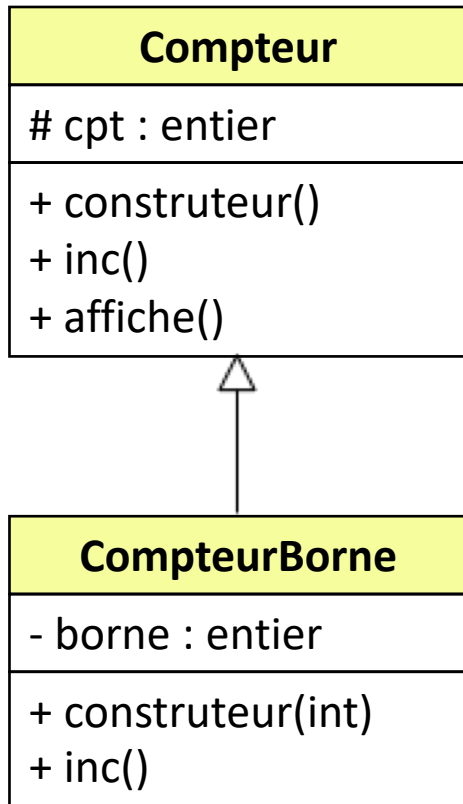 Compteur
# cpt : entier
+ construteur()
+ inc()
+ affiche()
CompteurBorne
- borne : entier
+ construteur(int)
+ inc()